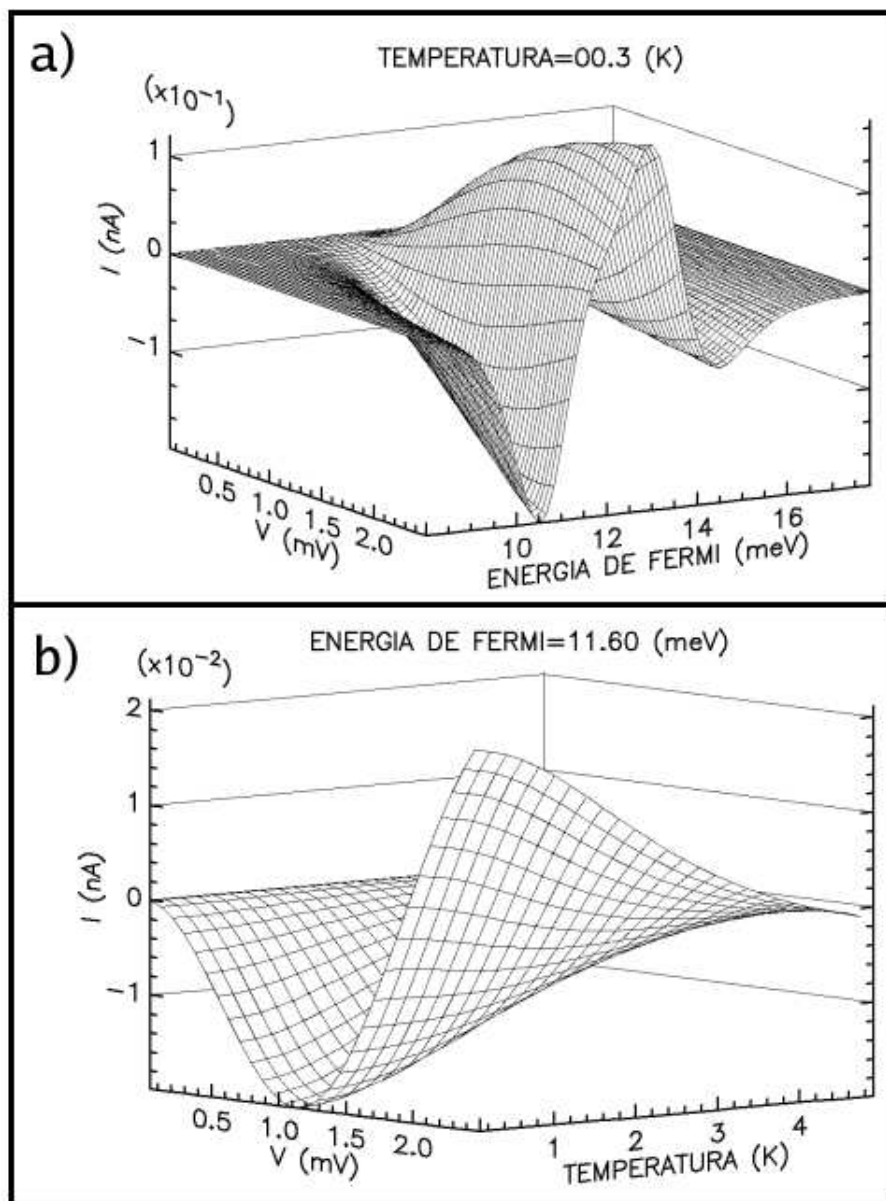 a)
TEMPERATURA=00.3 (K)
(x10⁻¹)
1
0
-1
I (nA)
0.5 1.0 1.5 2.0
V (mV)
10 12 14 16
ENERGIA DE FERMI (meV)
b)
ENERGIA DE FERMI=11.60 (meV)
(x10⁻²)
2
1
0
-1
I (nA)
0.5 1.0 1.5 2.0
V (mV)
1 2 3 4
TEMPERATURA (K)